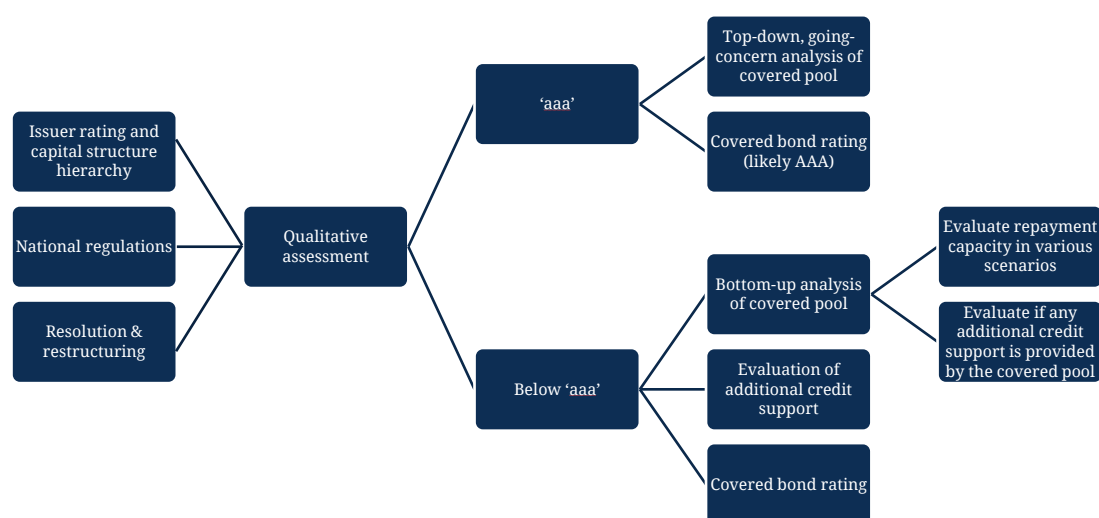 Issuer rating and
capital structure
hierarchy
National regulations
Resolution &
restructuring
Qualitative
assessment
‘aaa’
Below ‘aaa’
Top-down, going-
concern analysis of
covered pool
Covered bond rating
(likely AAA)
Bottom-up analysis
of covered pool
Evaluation of
additional credit
support
Covered bond rating
Evaluate repayment
capacity in various
scenarios
Evaluate if any
additional credit
support is provided
by the covered pool